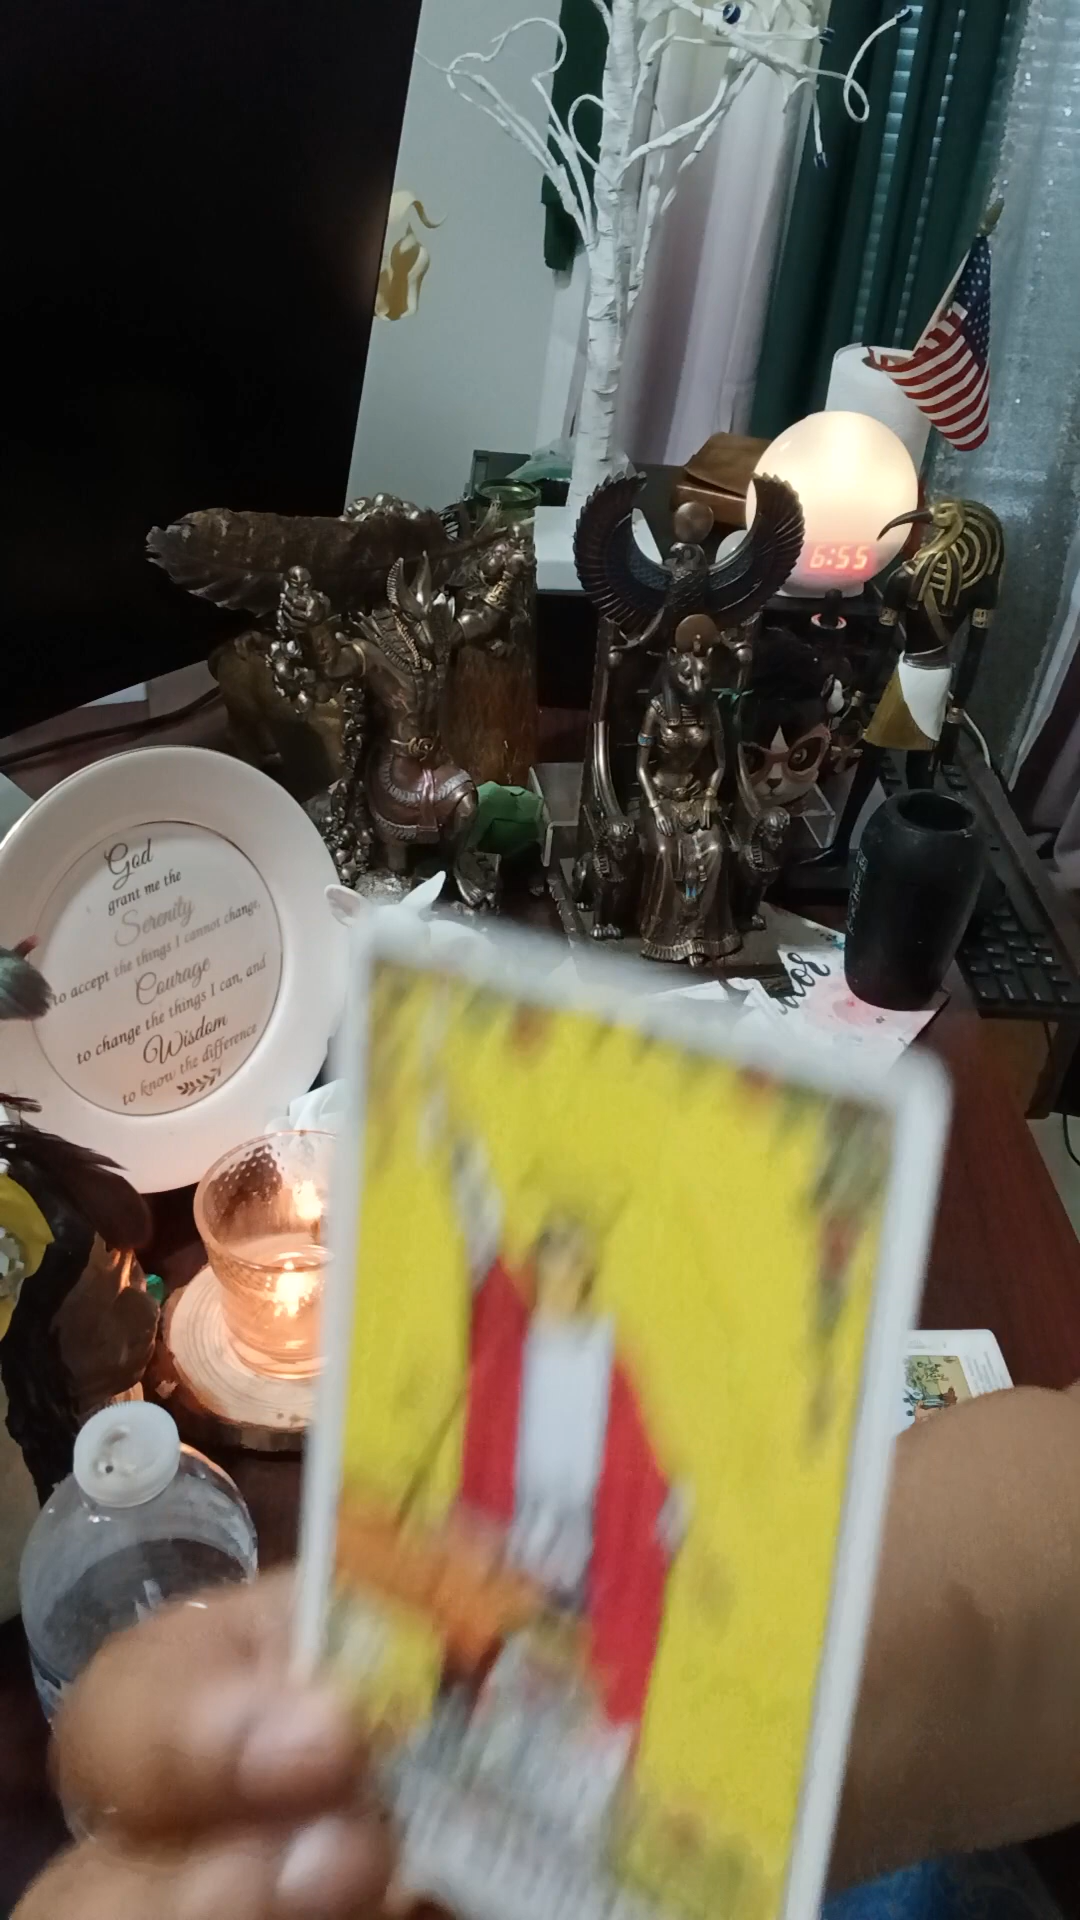 6:55
God
grant me the
Serenity
to accept the things I cannot change,
Courage
to change the things I can, and
Wisdom
to know the difference